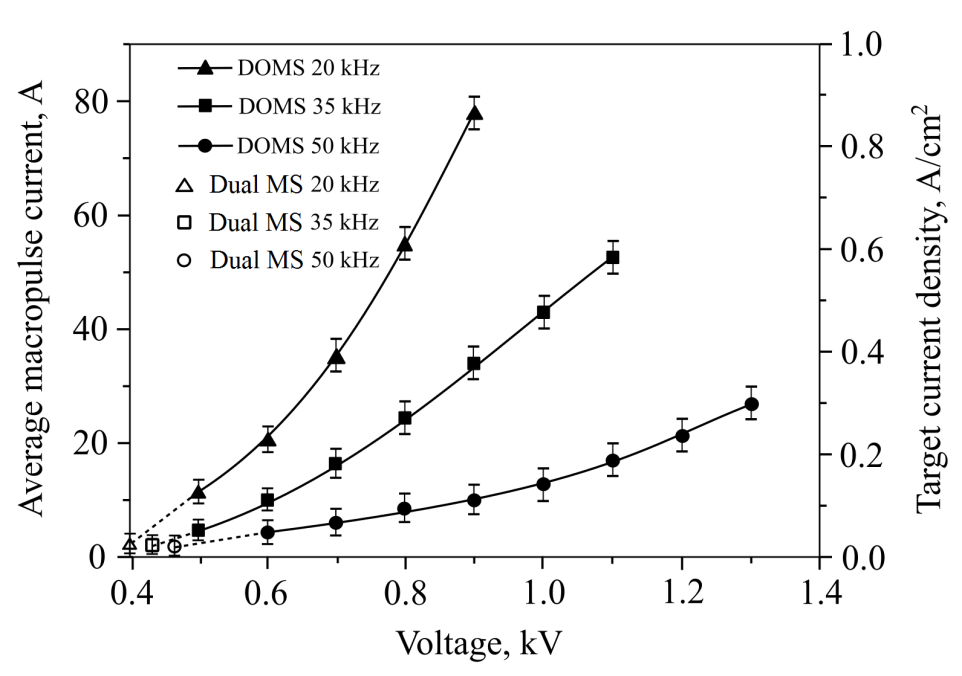 Average macropulse current, A
80
60
40
20
0
DOMS 20 kHz
DOMS 35 kHz
DOMS 50 kHz
Dual MS 20 kHz
Dual MS 35 kHz
Dual MS 50 kHz
1.0
0.8
0.6
0.4
0.2
0.0
Target current density, A/cm²
0.4 0.6 0.8 1.0 1.2 1.4
Voltage, kV